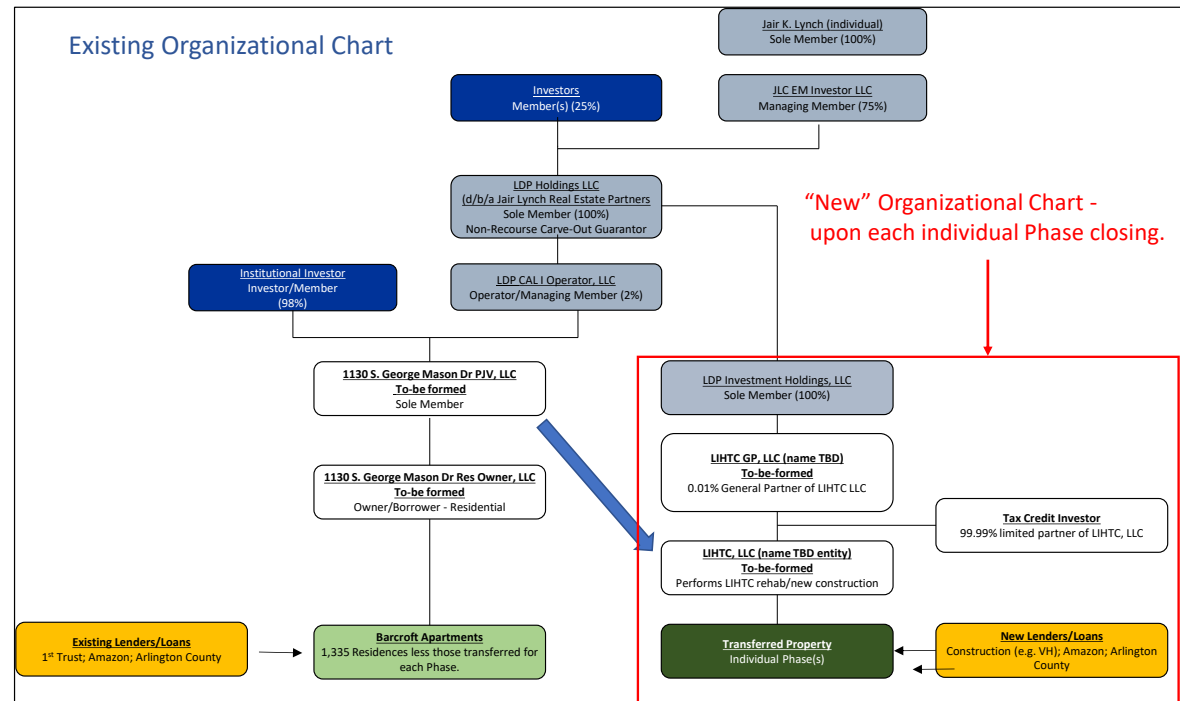 Existing Organizational Chart
Jair K. Lynch (individual)
Sole Member (100%)
Investors
Member(s) (25%)
JLC EM Investor LLC
Managing Member (75%)
LDP Holdings LLC
(d/b/a Jair Lynch Real Estate Partners
Sole Member (100%)
Non-Recourse Carve-Out Guarantor
"New" Organizational Chart -
upon each individual Phase closing.
Institutional Investor
Investor/Member
(98%)
LDP CAL I Operator, LLC
Operator/Managing Member (2%)
1130 S. George Mason Dr PJV, LLC
To-be formed
Sole Member
LDP Investment Holdings, LLC
Sole Member (100%)
LIHTC GP, LLC (name TBD)
To-be-formed
0.01% General Partner of LIHTC LLC
1130 S. George Mason Dr Res Owner, LLC
To-be formed
Owner/Borrower - Residential
Tax Credit Investor
99.99% limited partner of LIHTC, LLC
LIHTC, LLC (name TBD entity)
To-be-formed
Performs LIHTC rehab/new construction
Existing Lenders/Loans
1st Trust; Amazon; Arlington County
Barcroft Apartments
1,335 Residences less those transferred for
each Phase.
Transferred Property
Individual Phase(s)
New Lenders/Loans
Construction (e.g. VH); Amazon; Arlington
County